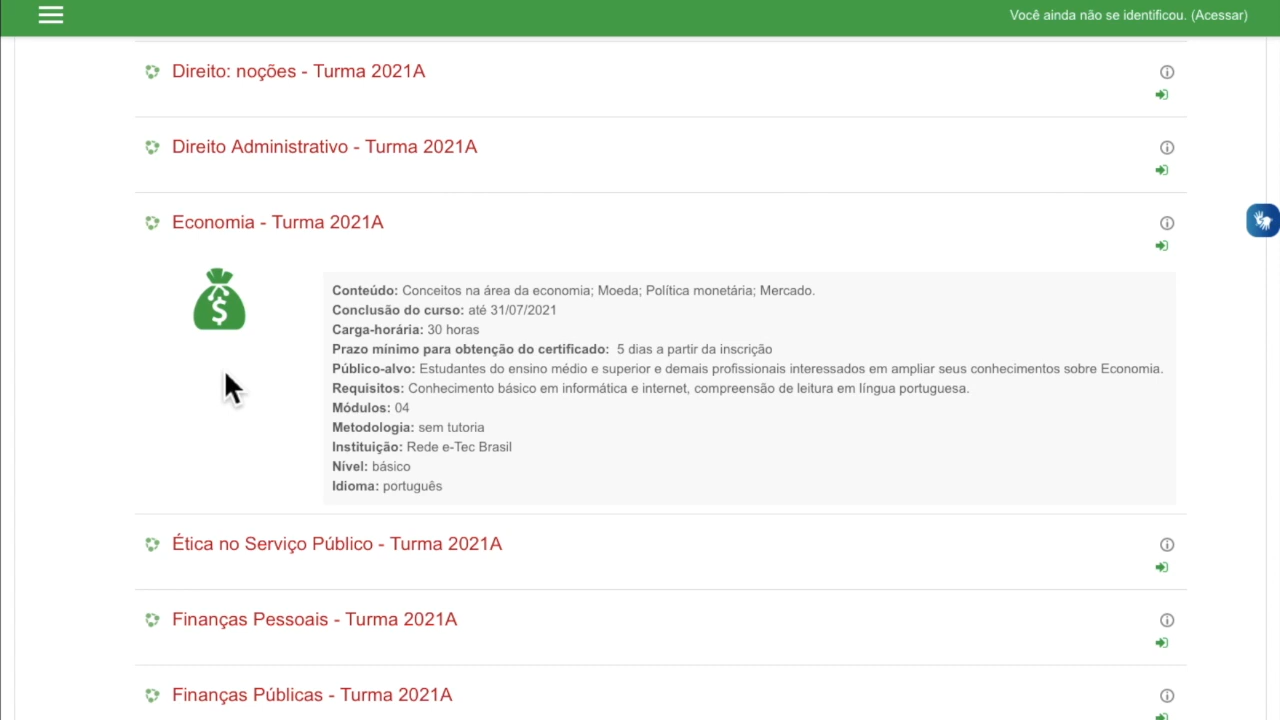 Você ainda não se identificou. (Acessar)
Direito: noções - Turma 2021A
Direito Administrativo - Turma 2021A
Economia - Turma 2021A
$
Conteúdo: Conceitos na área da economia; Moeda; Política monetária; Mercado.
Conclusão do curso: até 31/07/2021
Carga-horária: 30 horas
Prazo mínimo para obtenção do certificado: 5 dias a partir da inscrição
Público-alvo: Estudantes do ensino médio e superior e demais profissionais interessados em ampliar seus conhecimentos sobre Economia.
Requisitos: Conhecimento básico em informática e internet, compreensão de leitura em língua portuguesa.
Módulos: 04
Metodologia: sem tutoria
Instituição: Rede e-Tec Brasil
Nível: básico
Idioma: português
Ética no Serviço Público - Turma 2021A
Finanças Pessoais - Turma 2021A
Finanças Públicas - Turma 2021A